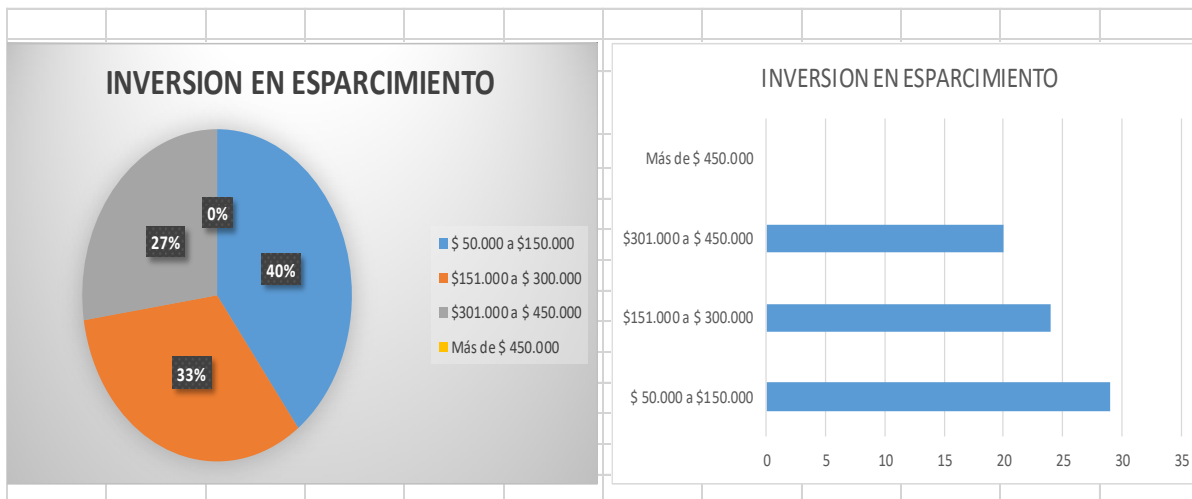 INVERSION EN ESPARCIMIENTO
0%
27%
40%
33%
$ 50.000 a $150.000
$151.000 a $ 300.000
$301.000 a $ 450.000
Más de $ 450.000
INVERSION EN ESPARCIMIENTO
Más de $ 450.000
$301.000 a $ 450.000
$151.000 a $ 300.000
$ 50.000 a $150.000
0 5 10 15 20 25 30 35